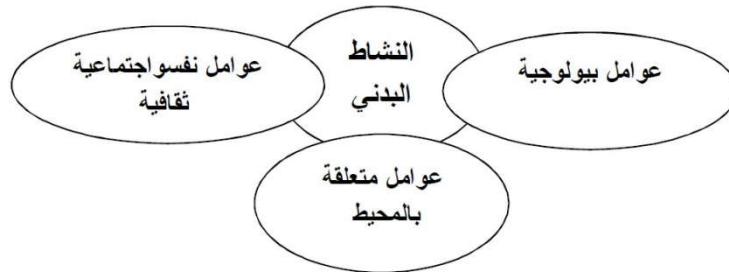 النشاط
البدني
عوامل بيولوجية
عوامل نفسواجتماعية
ثقافية
عوامل متعلقة
بالمحيط